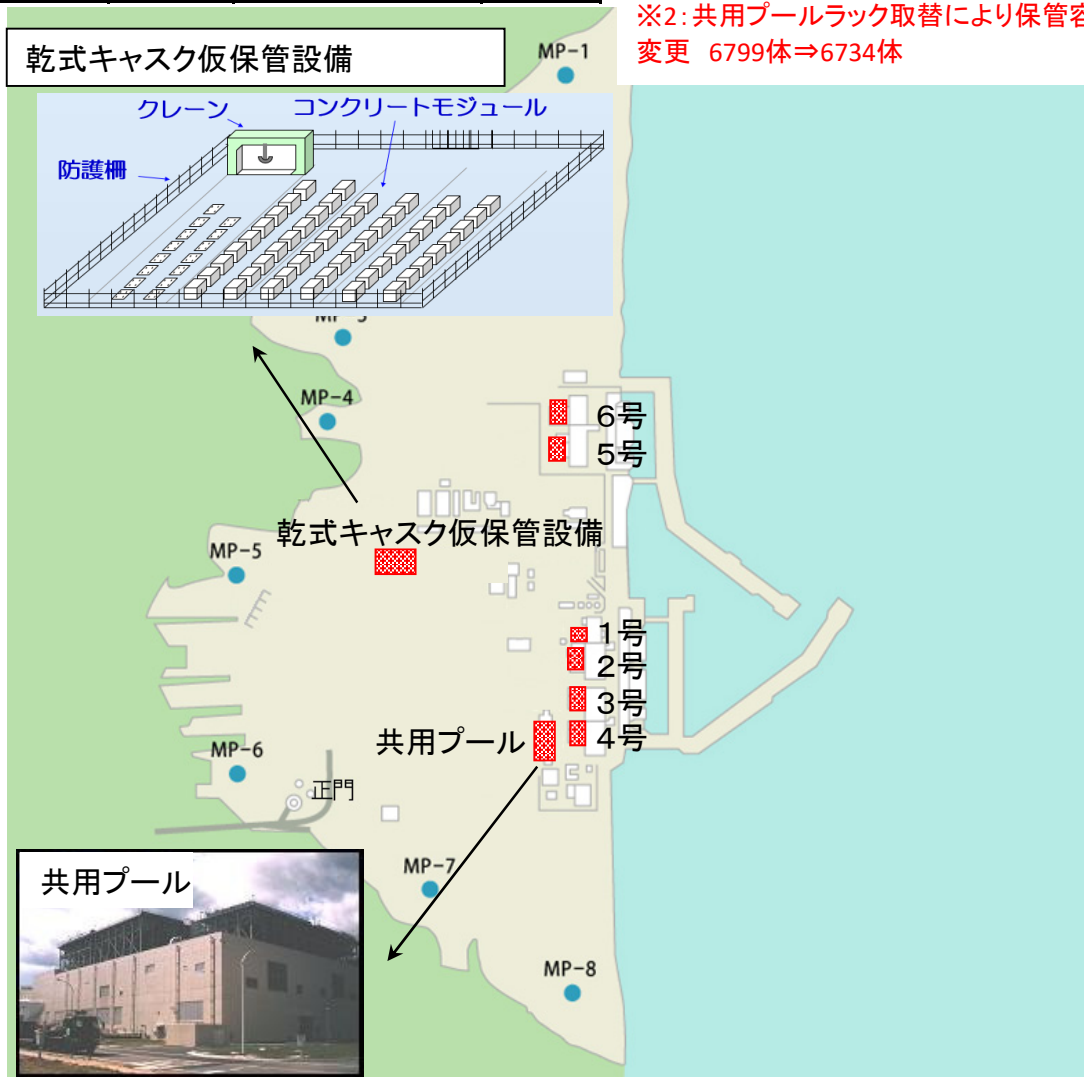 ※2:共用プールラック取替により保管容
変更 6799体⇒6734体
乾式キャスク仮保管設備
MP-1
クレーン
コンクリートモジュール
防護柵
MP-4
6号
5号
乾式キャスク仮保管設備
MP-5
1号
2号
3号
4号
共用プール
MP-6
正門
MP-7
共用プール
MP-8